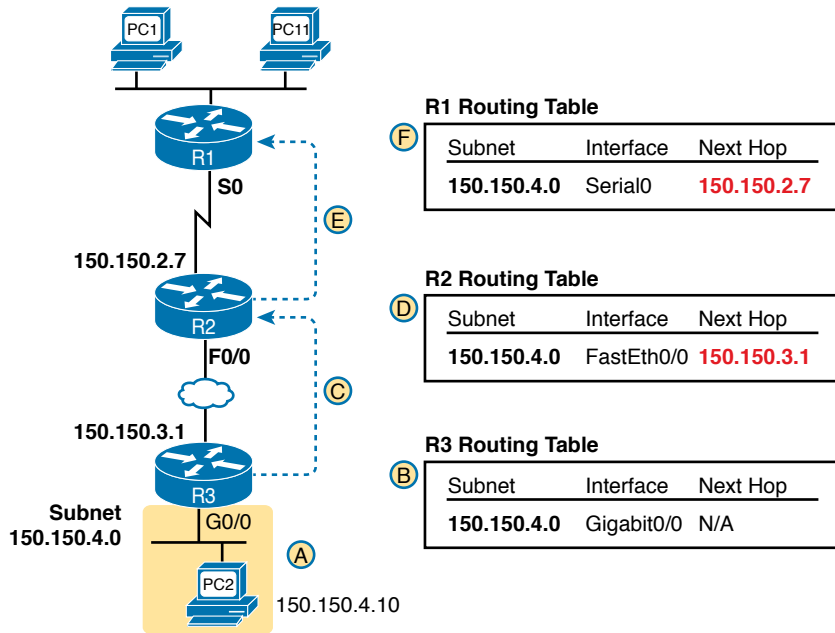 PC1
PC11
R1
S0
E
150.150.2.7
R2
F0/0
C
150.150.3.1
R3
G0/0
Subnet
150.150.4.0
A
PC2
150.150.4.10
R1 Routing Table
F
Subnet Interface Next Hop
150.150.4.0 Serial0 150.150.2.7
R2 Routing Table
D
Subnet Interface Next Hop
150.150.4.0 FastEth0/0 150.150.3.1
R3 Routing Table
B
Subnet Interface Next Hop
150.150.4.0 Gigabit0/0 N/A